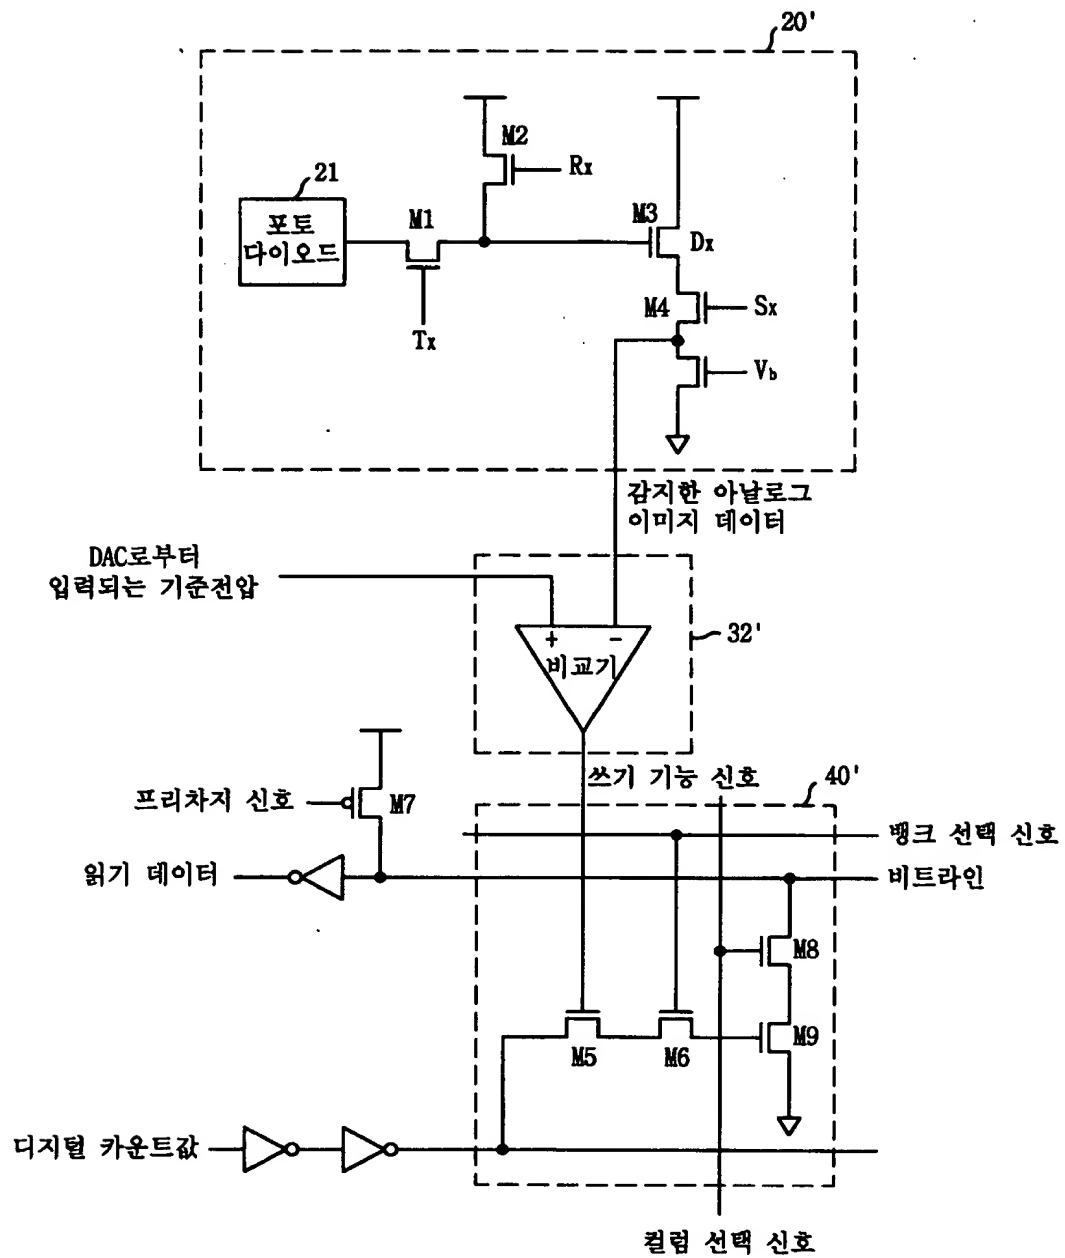 20'
M2
Rx
21
포토
다이오드
M1
M3
Dx
M4
Sx
Tx
Vb
감지한 아날로그
이미지 데이터
DAC로부터
입력되는 기준전압
+ -
비교기
32'
쓰기 기능 신호
40'
프리차지 신호
M7
뱅크 선택 신호
읽기 데이터
비트라인
M8
M5
M6
M9
디지털 카운트값
컬럼 선택 신호